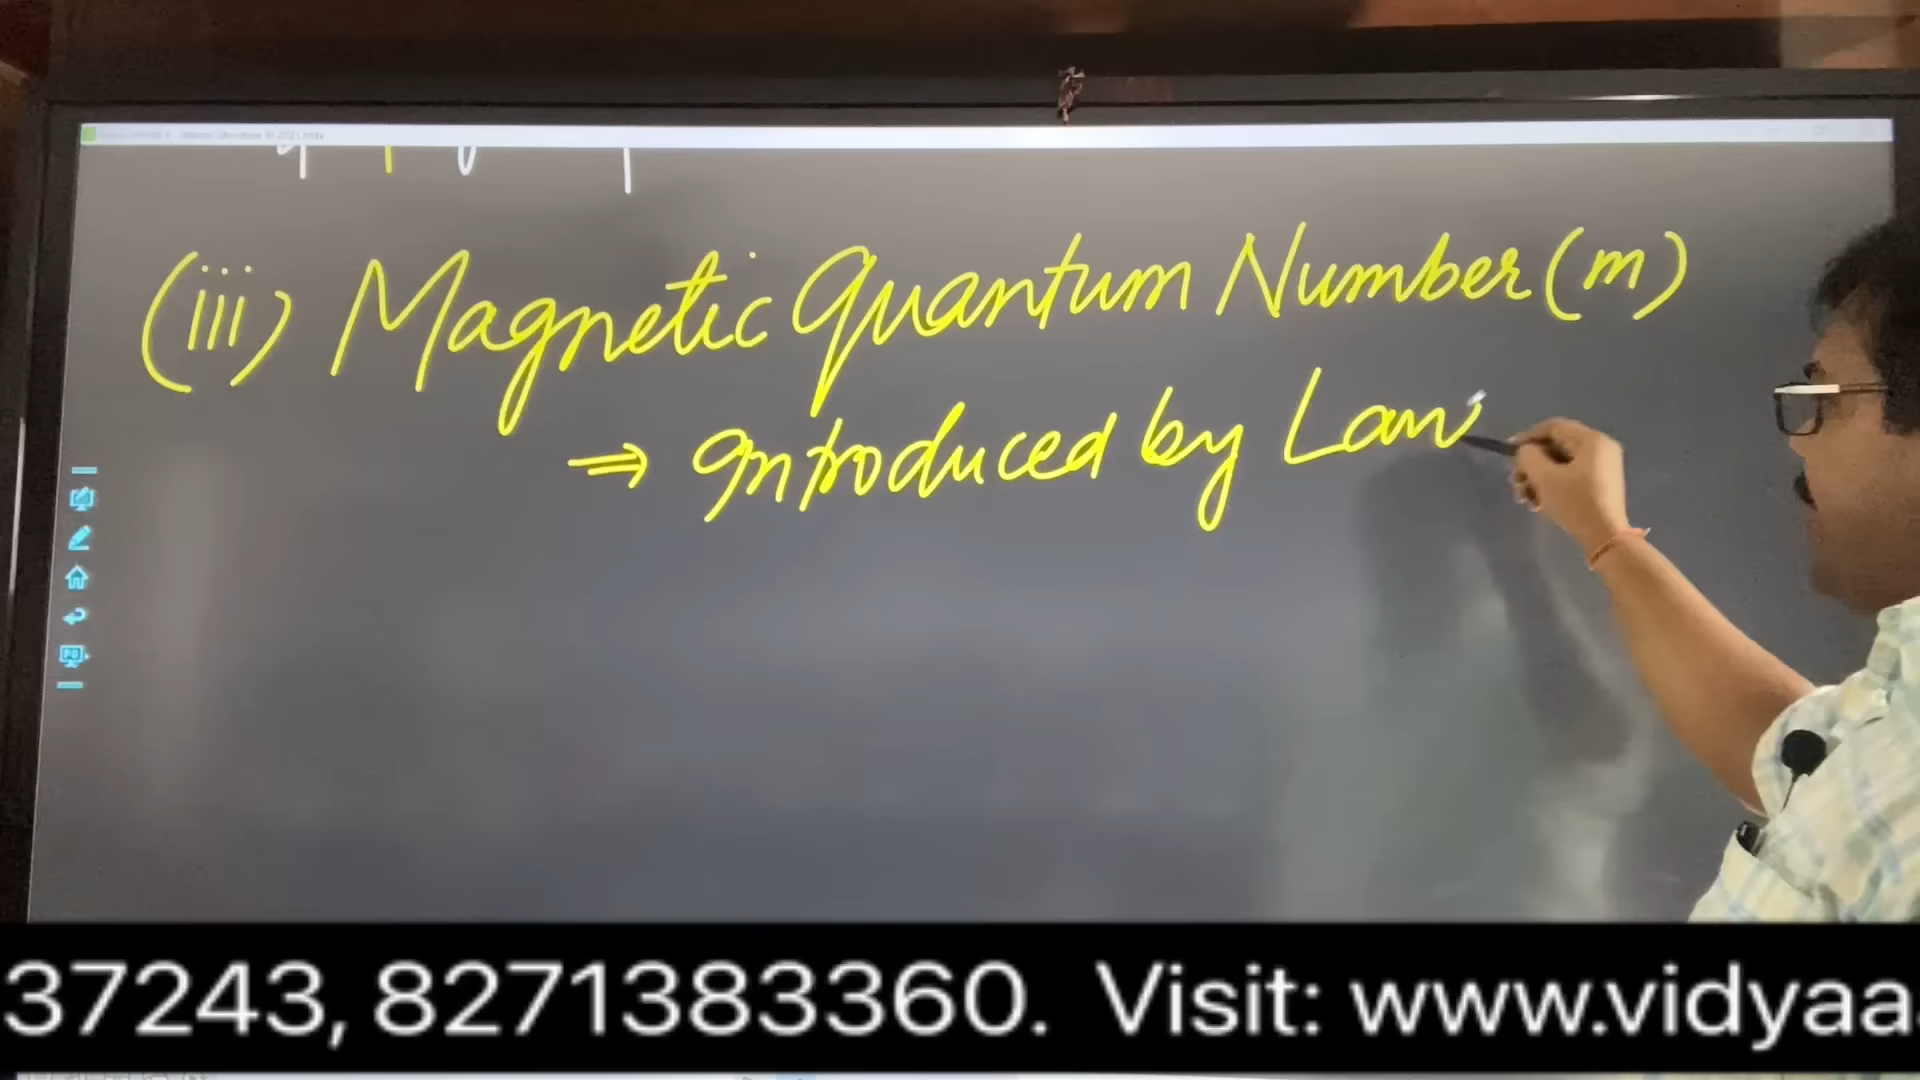 (iii) Magnetic Quantum Number (m)
⇒ Introduced by Lan
37243, 8271383360. Visit: www.vidyaa